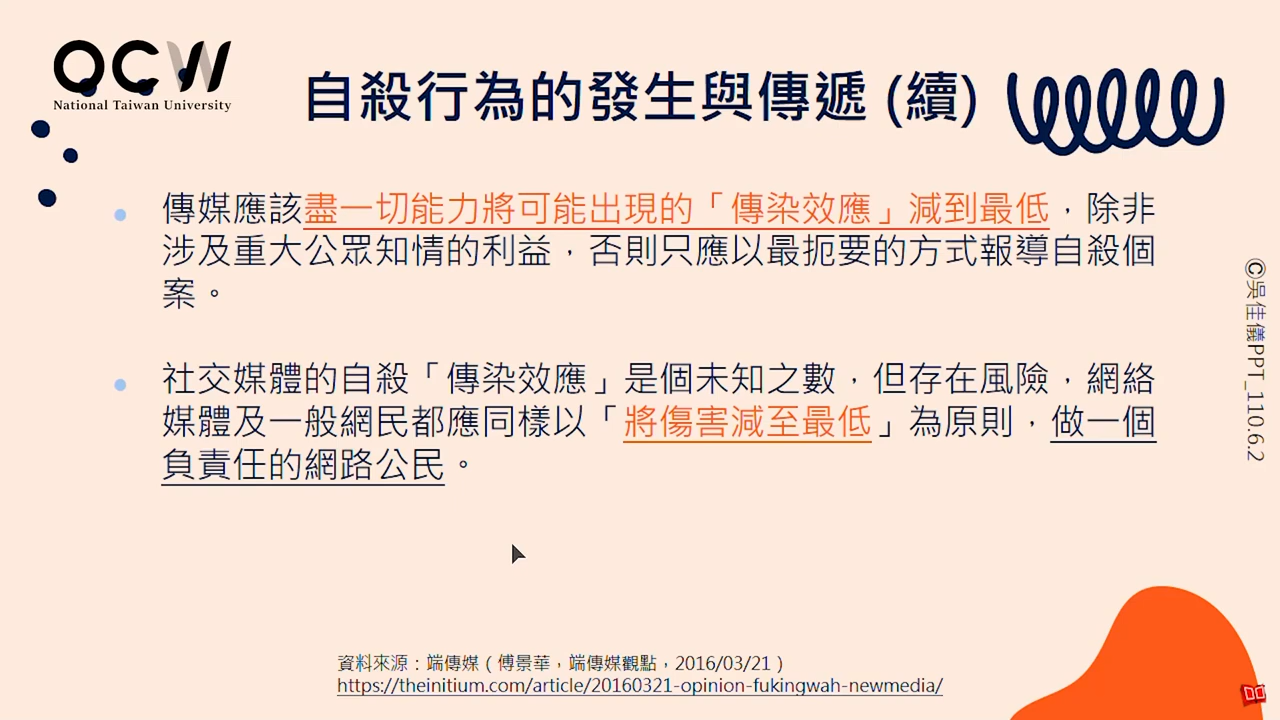 OCW
National Taiwan University
自殺行為的發生與傳遞 (續)
傳媒應該盡一切能力將可能出現的「傳染效應」減到最低，除非
涉及重大公眾知情的利益，否則只應以最扼要的方式報導自殺個
案。
社交媒體的自殺「傳染效應」是個未知之數，但存在風險，網絡
媒體及一般網民都應同樣以「將傷害減至最低」為原則，做一個
負責任的網路公民。
©吳佳儀PPT_110.6.2
資料來源：端傳媒（傅景華，端傳媒觀點，2016/03/21）
https://theinitium.com/article/20160321-opinion-fukingwah-newmedia/